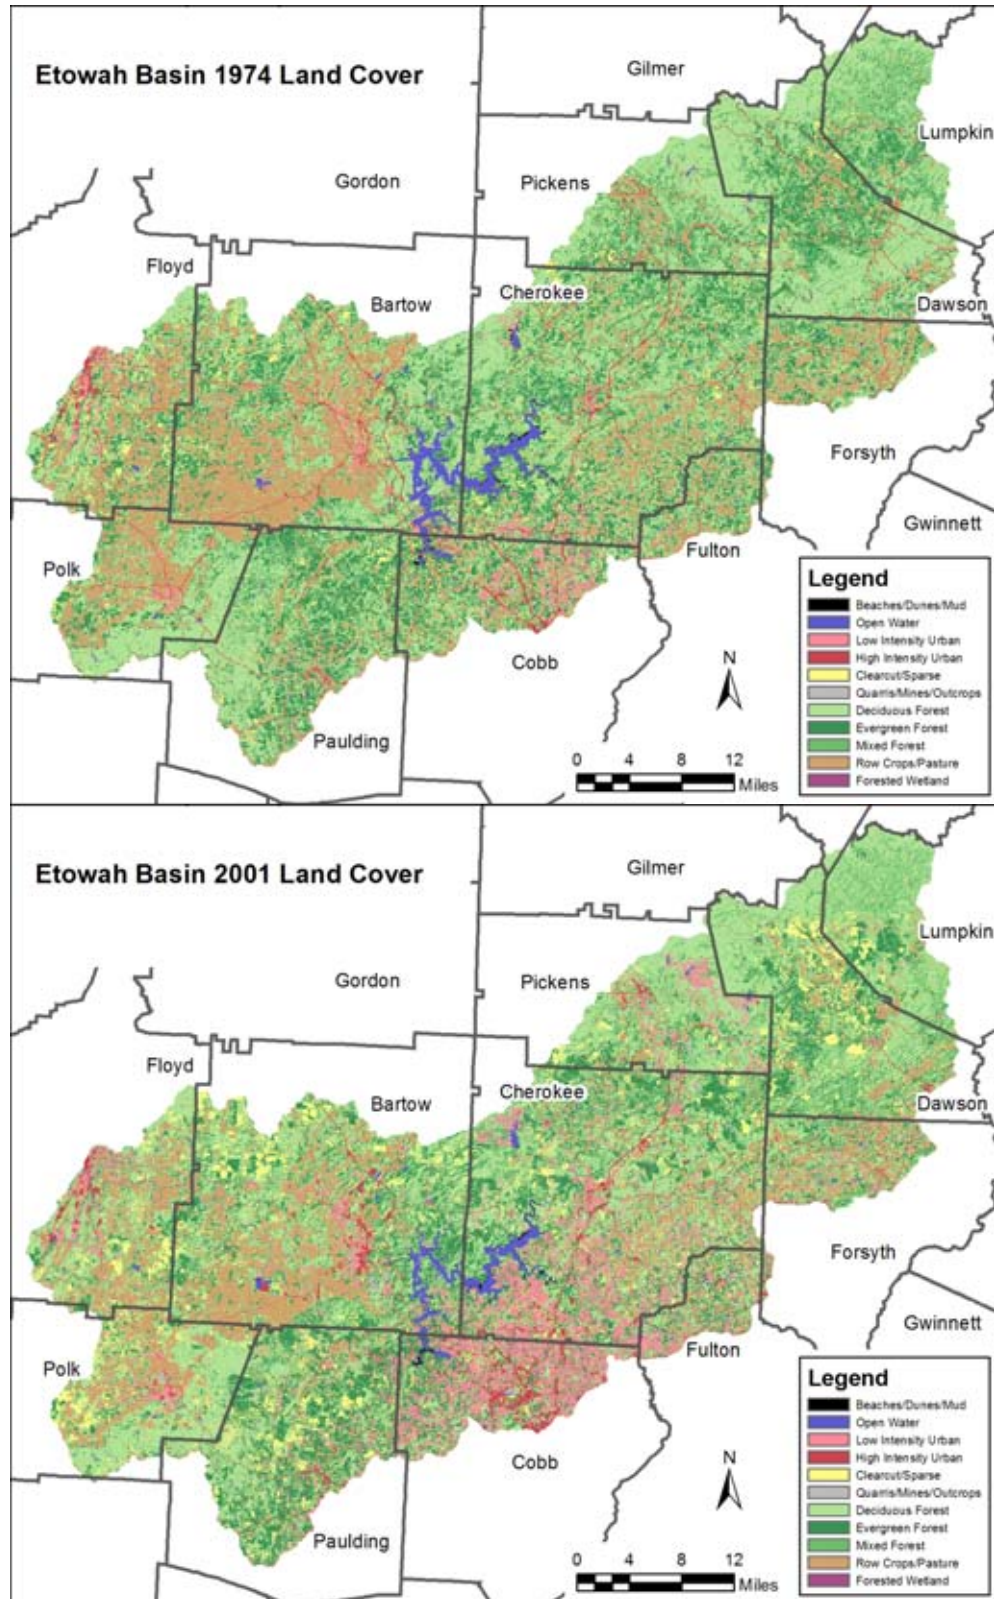 Etowah Basin 1974 Land Cover
Gilmer
Lumpkin
Gordon
Pickens
Floyd
Bartow
Cherokee
Dawson
Forsyth
Gwinnett
Polk
Fulton
Cobb
Paulding
N
0 4 8 12
Miles
Legend
Beaches/Dunes/Mud
Open Water
Low Intensity Urban
High Intensity Urban
Clearcut/Sparse
Quarris/Mines/Outcrops
Deciduous Forest
Evergreen Forest
Mixed Forest
Row Crops/Pasture
Forested Wetland
Etowah Basin 2001 Land Cover
Gilmer
Lumpkin
Gordon
Pickens
Floyd
Bartow
Cherokee
Dawson
Forsyth
Gwinnett
Polk
Fulton
Cobb
Paulding
N
0 4 8 12
Miles
Legend
Beaches/Dunes/Mud
Open Water
Low Intensity Urban
High Intensity Urban
Clearcut/Sparse
Quarris/Mines/Outcrops
Deciduous Forest
Evergreen Forest
Mixed Forest
Row Crops/Pasture
Forested Wetland